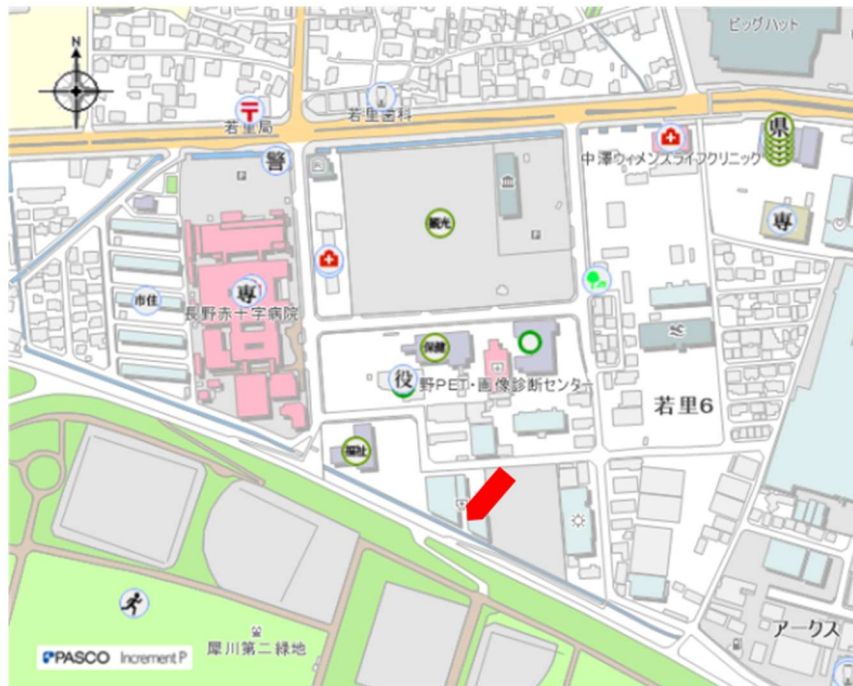 ビッグハット
N
若里歯科
若里局
警
県
中澤ウィメンズライフクリニック
専
観光
市住
専
長野赤十字病院
保健
役
野PET・画像診断センター
若里6
福祉
アークス
犀川第二緑地
PASCO Increment P